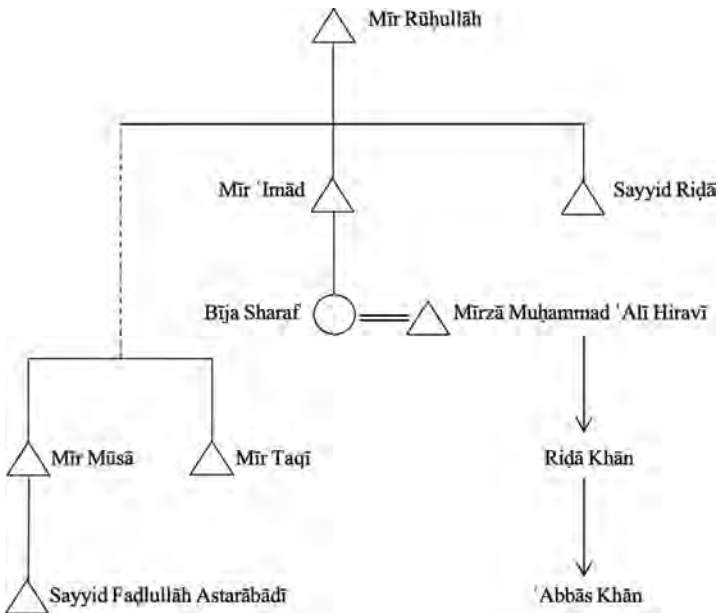 Mīr Rūḥullāh
Mīr ʿImād
Sayyid Riḍā
Bīja Sharaf
Mīrzā Muḥammad ʿAlī Hiravī
Mīr Mūsā
Mīr Taqī
Riḍā Khān
Sayyid Faḍlullāh Astarābādī
ʿAbbās Khān